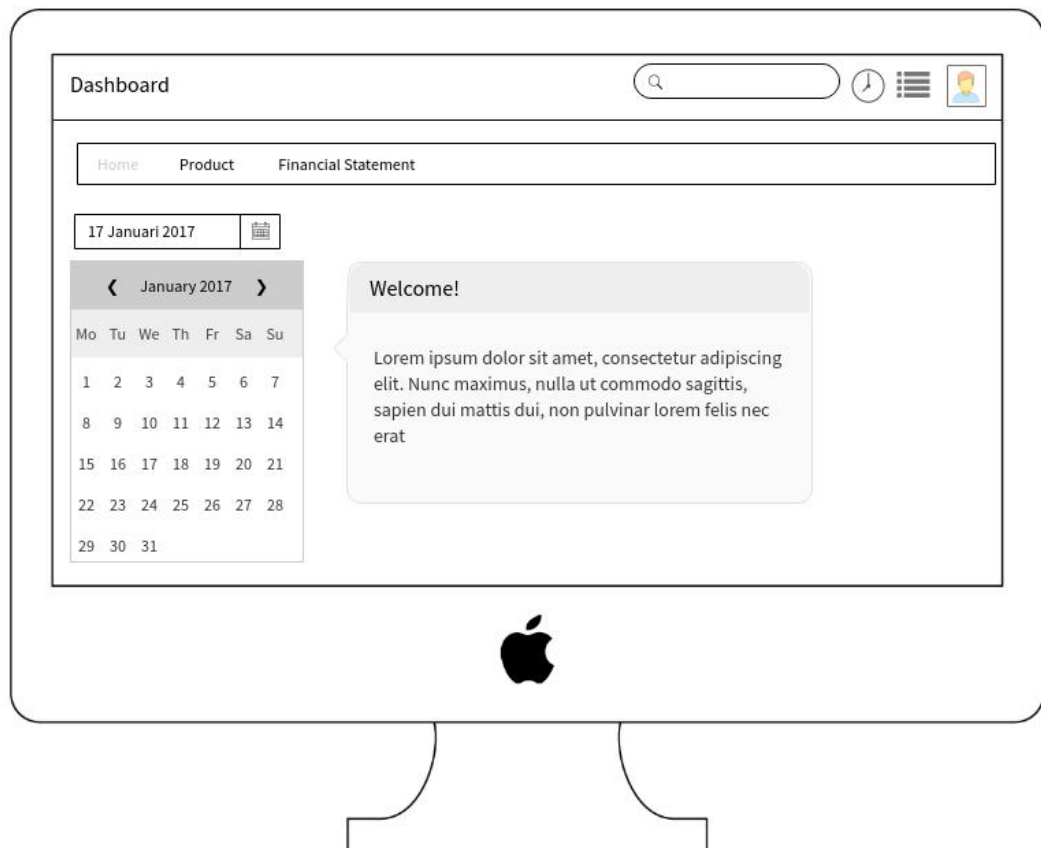 Dashboard
Home Product Financial Statement
17 Januari 2017
❮ January 2017 ❯
Mo Tu We Th Fr Sa Su
1 2 3 4 5 6 7
8 9 10 11 12 13 14
15 16 17 18 19 20 21
22 23 24 25 26 27 28
29 30 31
Welcome!
Lorem ipsum dolor sit amet, consectetur adipiscing
elit. Nunc maximus, nulla ut commodo sagittis,
sapien dui mattis dui, non pulvinar lorem felis nec
erat